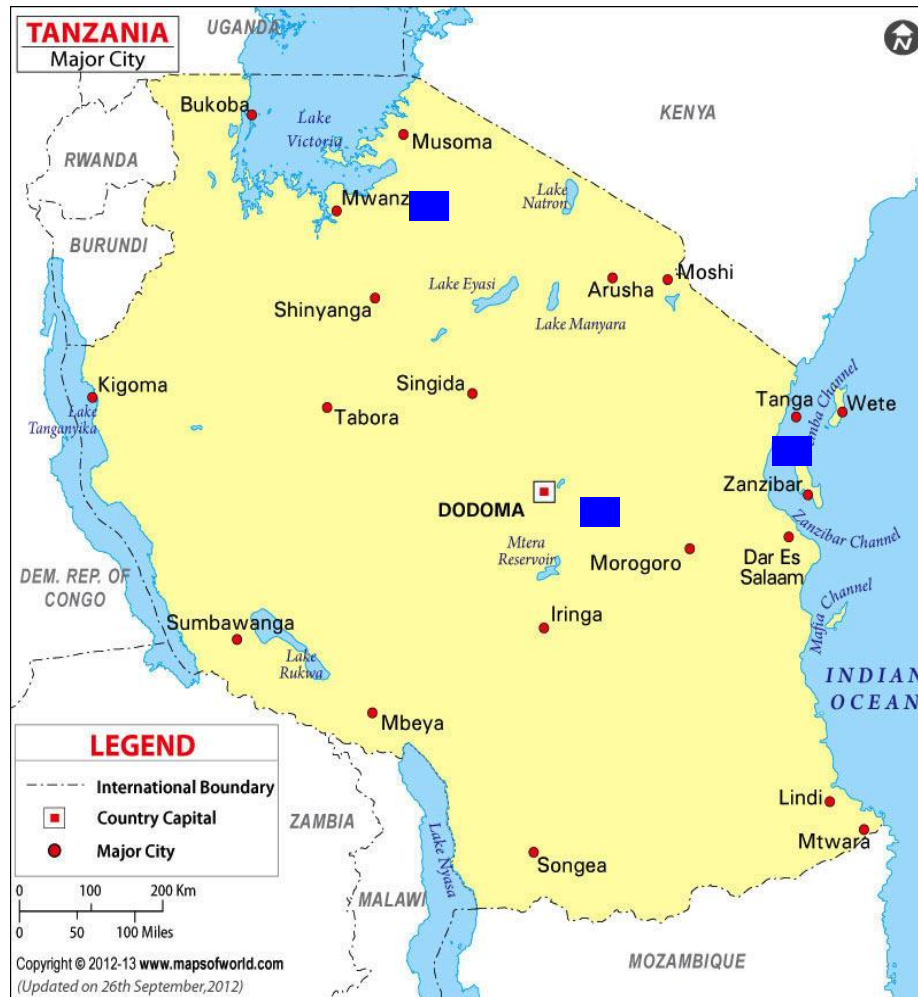 TANZANIA
Major City
UGANDA
N
KENYA
RWANDA
BURUNDI
Bukoba
Lake
Victoria
Musoma
Mwanz
Lake
Natron
Moshi
Arusha
Lake Eyasi
Lake Manyara
Shinyanga
Kigoma
Lake
Tanganyika
Singida
Tabora
Tanga
Wete
mba Channel
Zanzibar
Zanzibar Channel
DODOMA
Mtera
Reservoir
Morogoro
Dar Es
Salaam
Mafia Channel
DEM. REP. OF
CONGO
Iringa
Sumbawanga
Lake
Rukwa
INDIAN
OCEAN
Mbeya
LEGEND
International Boundary
Country Capital
Major City
ZAMBIA
Lake Nyasa
Lindi
Mtwara
Songea
MALAWI
MOZAMBIQUE
0 100 200 Km
0 50 100 Miles
Copyright © 2012-13 www.mapsofworld.com
(Updated on 26th September,2012)